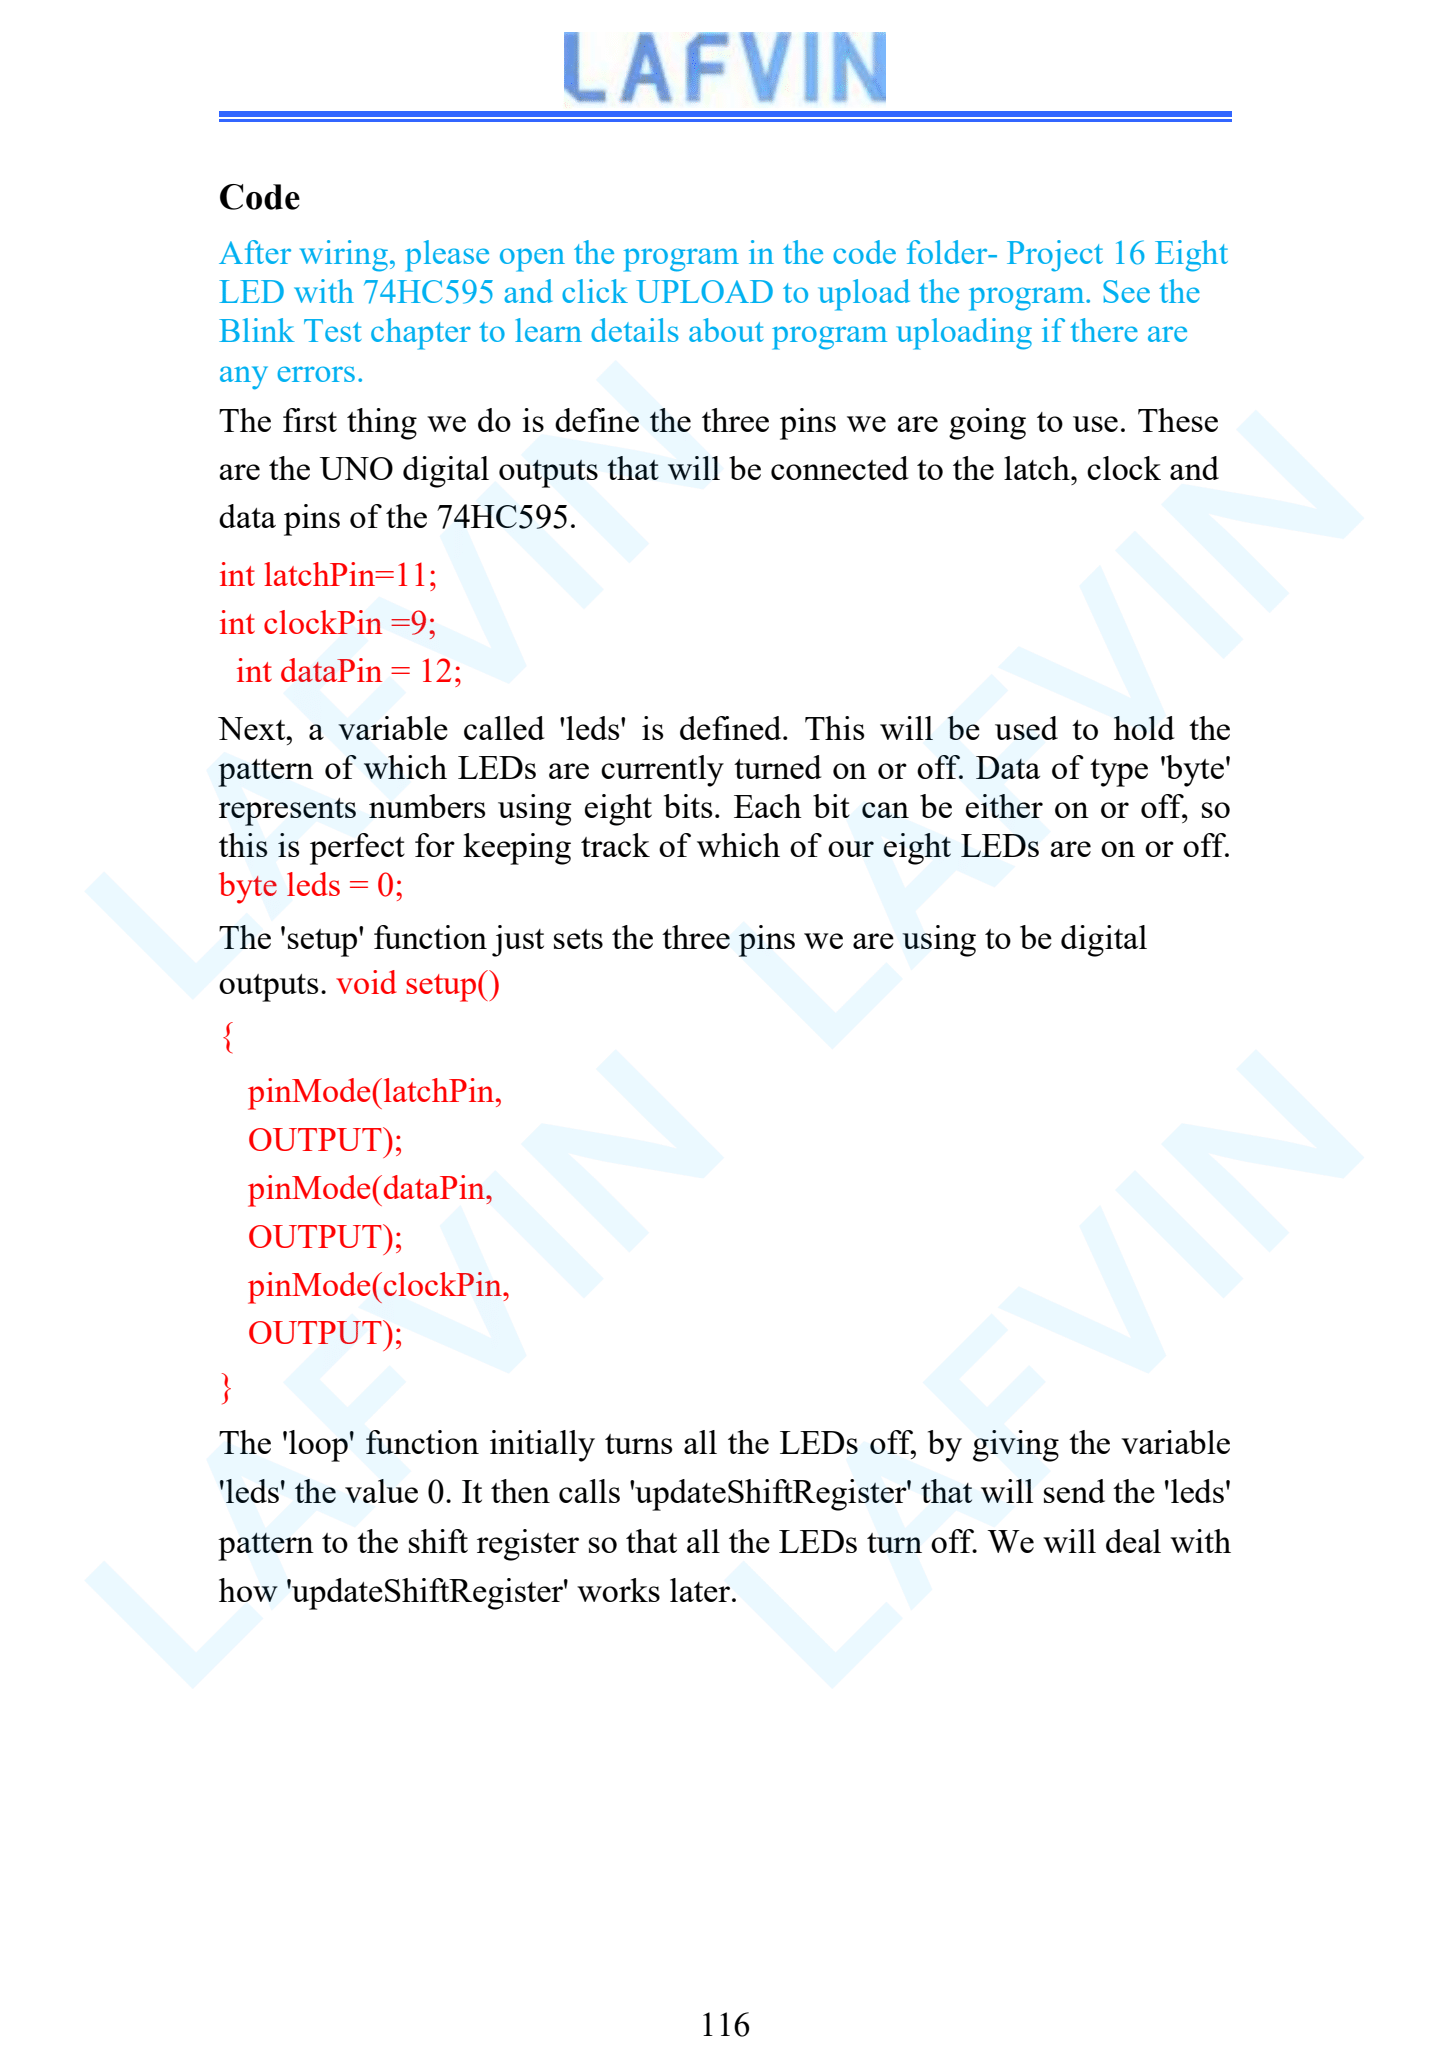 LAFVIN
Code
After wiring, please open the program in the code folder- Project 16 Eight
LED with 74HC595 and click UPLOAD to upload the program. See the
Blink Test chapter to learn details about program uploading if there are
any errors.
The first thing we do is define the three pins we are going to use. These
are the UNO digital outputs that will be connected to the latch, clock and
data pins of the 74HC595.
int latchPin=11;
int clockPin =9;
int dataPin = 12;
Next, a variable called 'leds' is defined. This will be used to hold the
pattern of which LEDs are currently turned on or off. Data of type 'byte'
represents numbers using eight bits. Each bit can be either on or off, so
this is perfect for keeping track of which of our eight LEDs are on or off.
byte leds = 0;
The 'setup' function just sets the three pins we are using to be digital
outputs. void setup()
{
pinMode(latchPin,
OUTPUT);
pinMode(dataPin,
OUTPUT);
pinMode(clockPin,
OUTPUT);
}
The 'loop' function initially turns all the LEDs off, by giving the variable
'leds' the value 0. It then calls 'updateShiftRegister' that will send the 'leds'
pattern to the shift register so that all the LEDs turn off. We will deal with
how 'updateShiftRegister' works later.
LAFVIN
LAFVIN
LAFVIN
LAFVIN
116